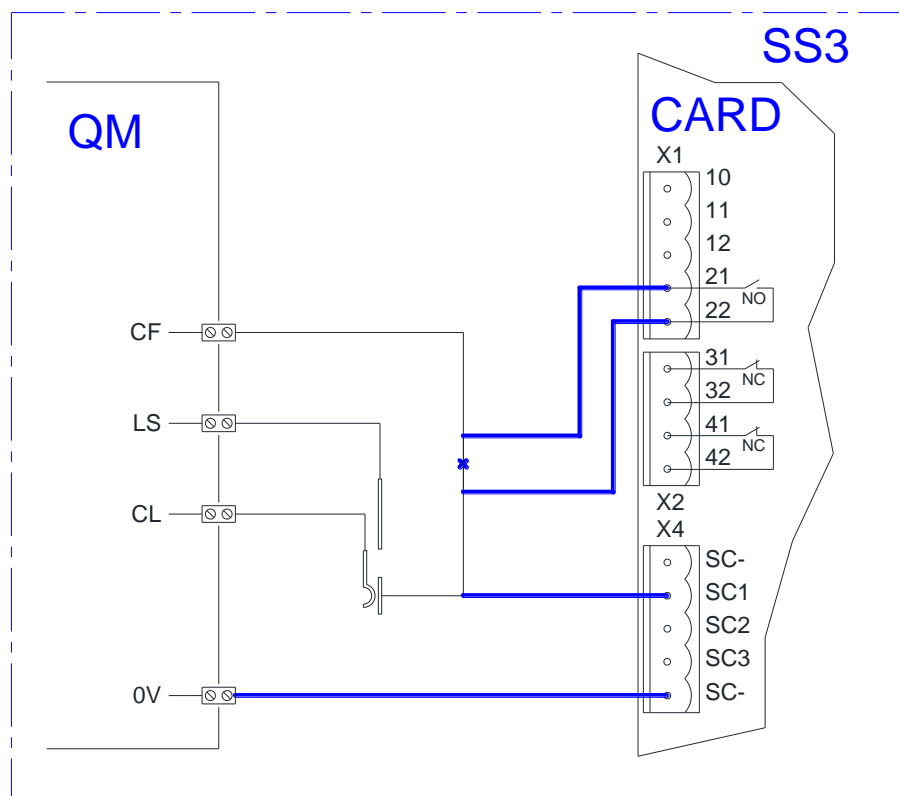 SS3
QM
CARD
X1
10
11
12
21
NO
22
CF
31
NC
32
LS
41
NC
42
CL
X2
X4
SC-
SC1
SC2
SC3
0V
SC-